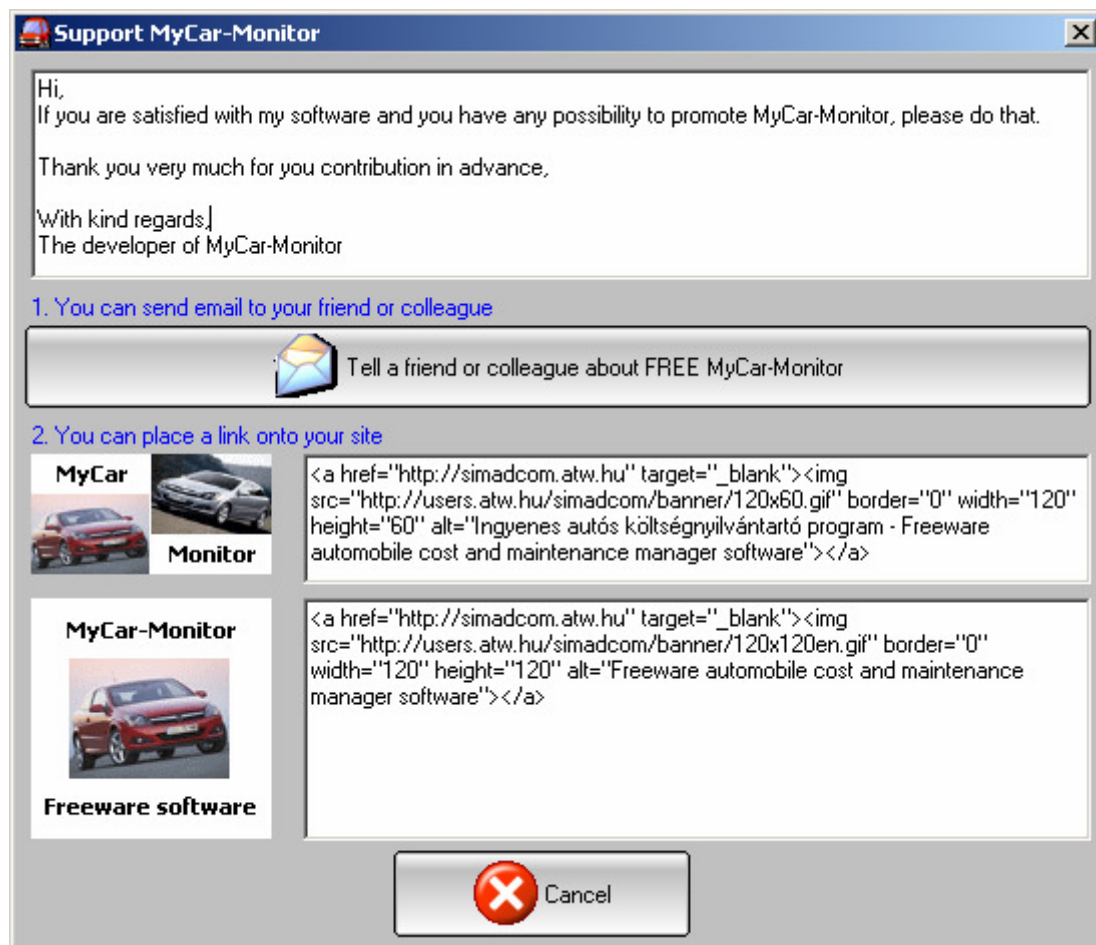 Support MyCar-Monitor
Hi,
If you are satisfied with my software and you have any possibility to promote MyCar-Monitor, please do that.
Thank you very much for you contribution in advance,
With kind regards,
The developer of MyCar-Monitor
1. You can send email to your friend or colleague
Tell a friend or colleague about FREE MyCar-Monitor
2. You can place a link onto your site
MyCar
Monitor
<a href="http://simadcom.atw.hu" target="_blank"><img
src="http://users.atw.hu/simadcom/banner/120x60.gif" border="0" width="120"
height="60" alt="Ingyenes autós költségnyilvántartó program - Freeware
automobile cost and maintenance manager software"></a>
MyCar-Monitor
Freeware software
<a href="http://simadcom.atw.hu" target="_blank"><img
src="http://users.atw.hu/simadcom/banner/120x120en.gif" border="0"
width="120" height="120" alt="Freeware automobile cost and maintenance
manager software"></a>
Cancel